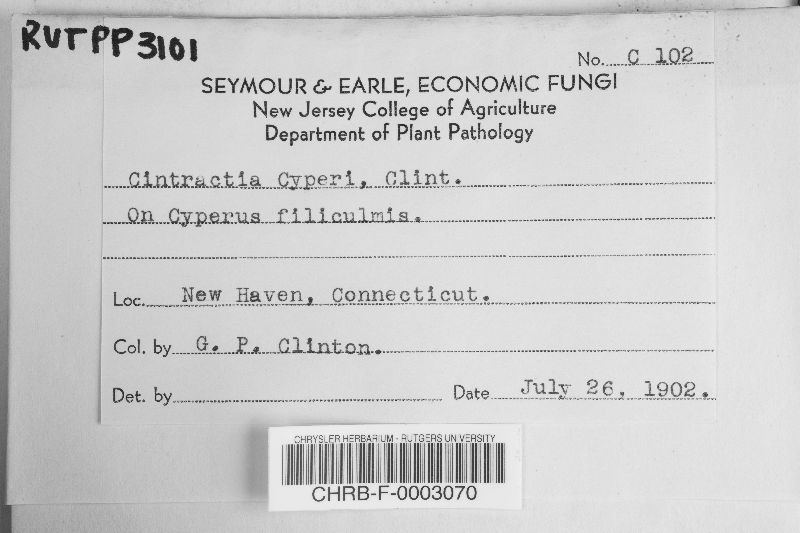 RUTPP3101
No. C 102
SEYMOUR & EARLE, ECONOMIC FUNGI
New Jersey College of Agriculture
Department of Plant Pathology
Cintractia Cyperi, Clint.
On Cyperus filiculmis.
Loc. New Haven, Connecticut.
Col. by G. P. Clinton.
Det. by Date July 26, 1902.
CHRYSLER HERBARIUM - RUTGERS UNIVERSITY
CHRB-F-0003070